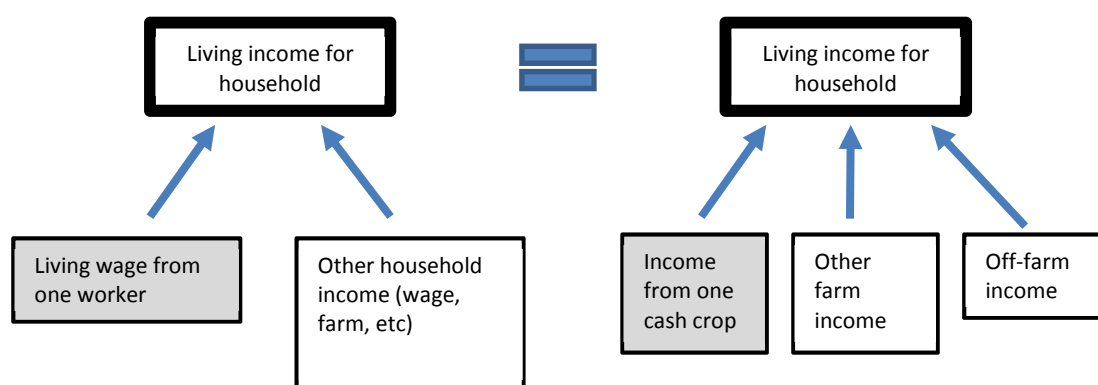 Living income for
household
Living income for
household
Living wage from
one worker
Other household
income (wage,
farm, etc)
Income
from one
cash crop
Other
farm
income
Off-farm
income